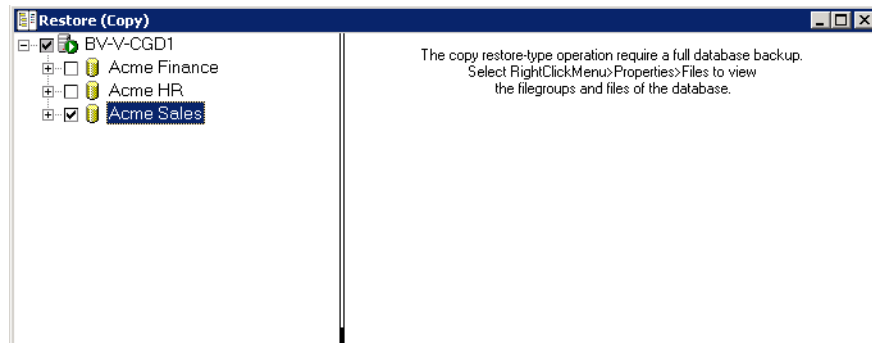 Restore (Copy)
BV-V-CGD1
Acme Finance
Acme HR
Acme Sales
The copy restore-type operation require a full database backup.
Select RightClickMenu>Properties>Files to view
the filegroups and files of the database.